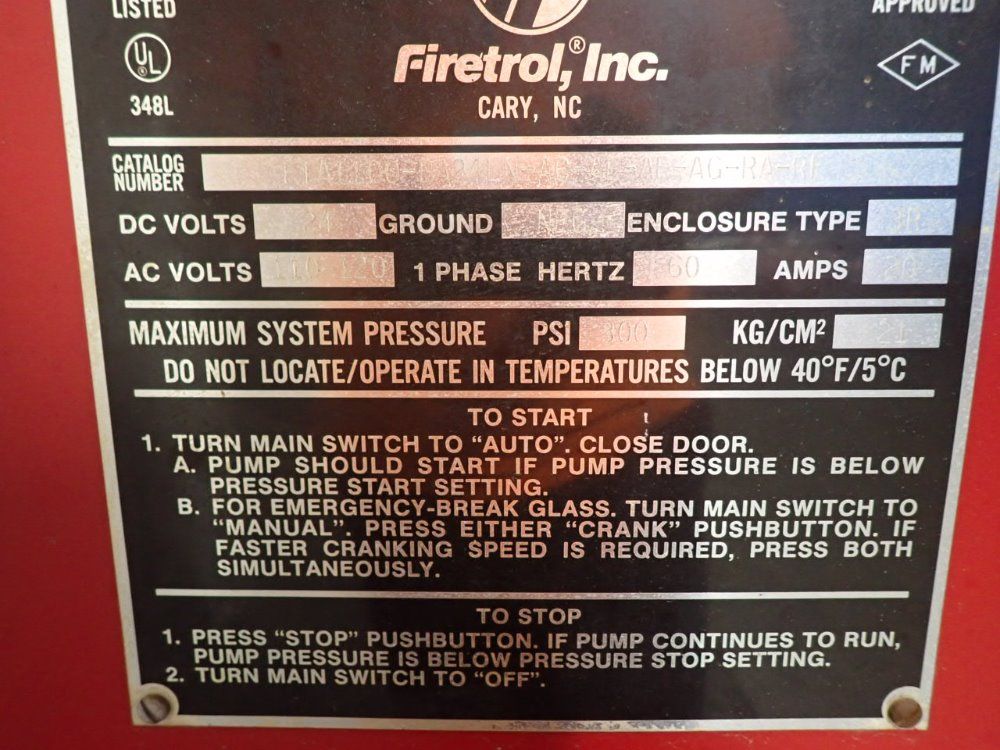 LISTED
APPROVED
UL
348L
Firetrol,® Inc.
CARY, NC
FM
CATALOG NUMBER
DC VOLTS 24 GROUND NEG ENCLOSURE TYPE
AC VOLTS 110-120 1 PHASE HERTZ 60 AMPS 20
MAXIMUM SYSTEM PRESSURE PSI 300 KG/CM² 21
DO NOT LOCATE/OPERATE IN TEMPERATURES BELOW 40°F/5°C
TO START
1. TURN MAIN SWITCH TO “AUTO”. CLOSE DOOR.
A. PUMP SHOULD START IF PUMP PRESSURE IS BELOW
PRESSURE START SETTING.
B. FOR EMERGENCY-BREAK GLASS. TURN MAIN SWITCH TO
“MANUAL”. PRESS EITHER “CRANK” PUSHBUTTON. IF
FASTER CRANKING SPEED IS REQUIRED, PRESS BOTH
SIMULTANEOUSLY.
TO STOP
1. PRESS “STOP” PUSHBUTTON. IF PUMP CONTINUES TO RUN,
PUMP PRESSURE IS BELOW PRESSURE STOP SETTING.
2. TURN MAIN SWITCH TO “OFF”.